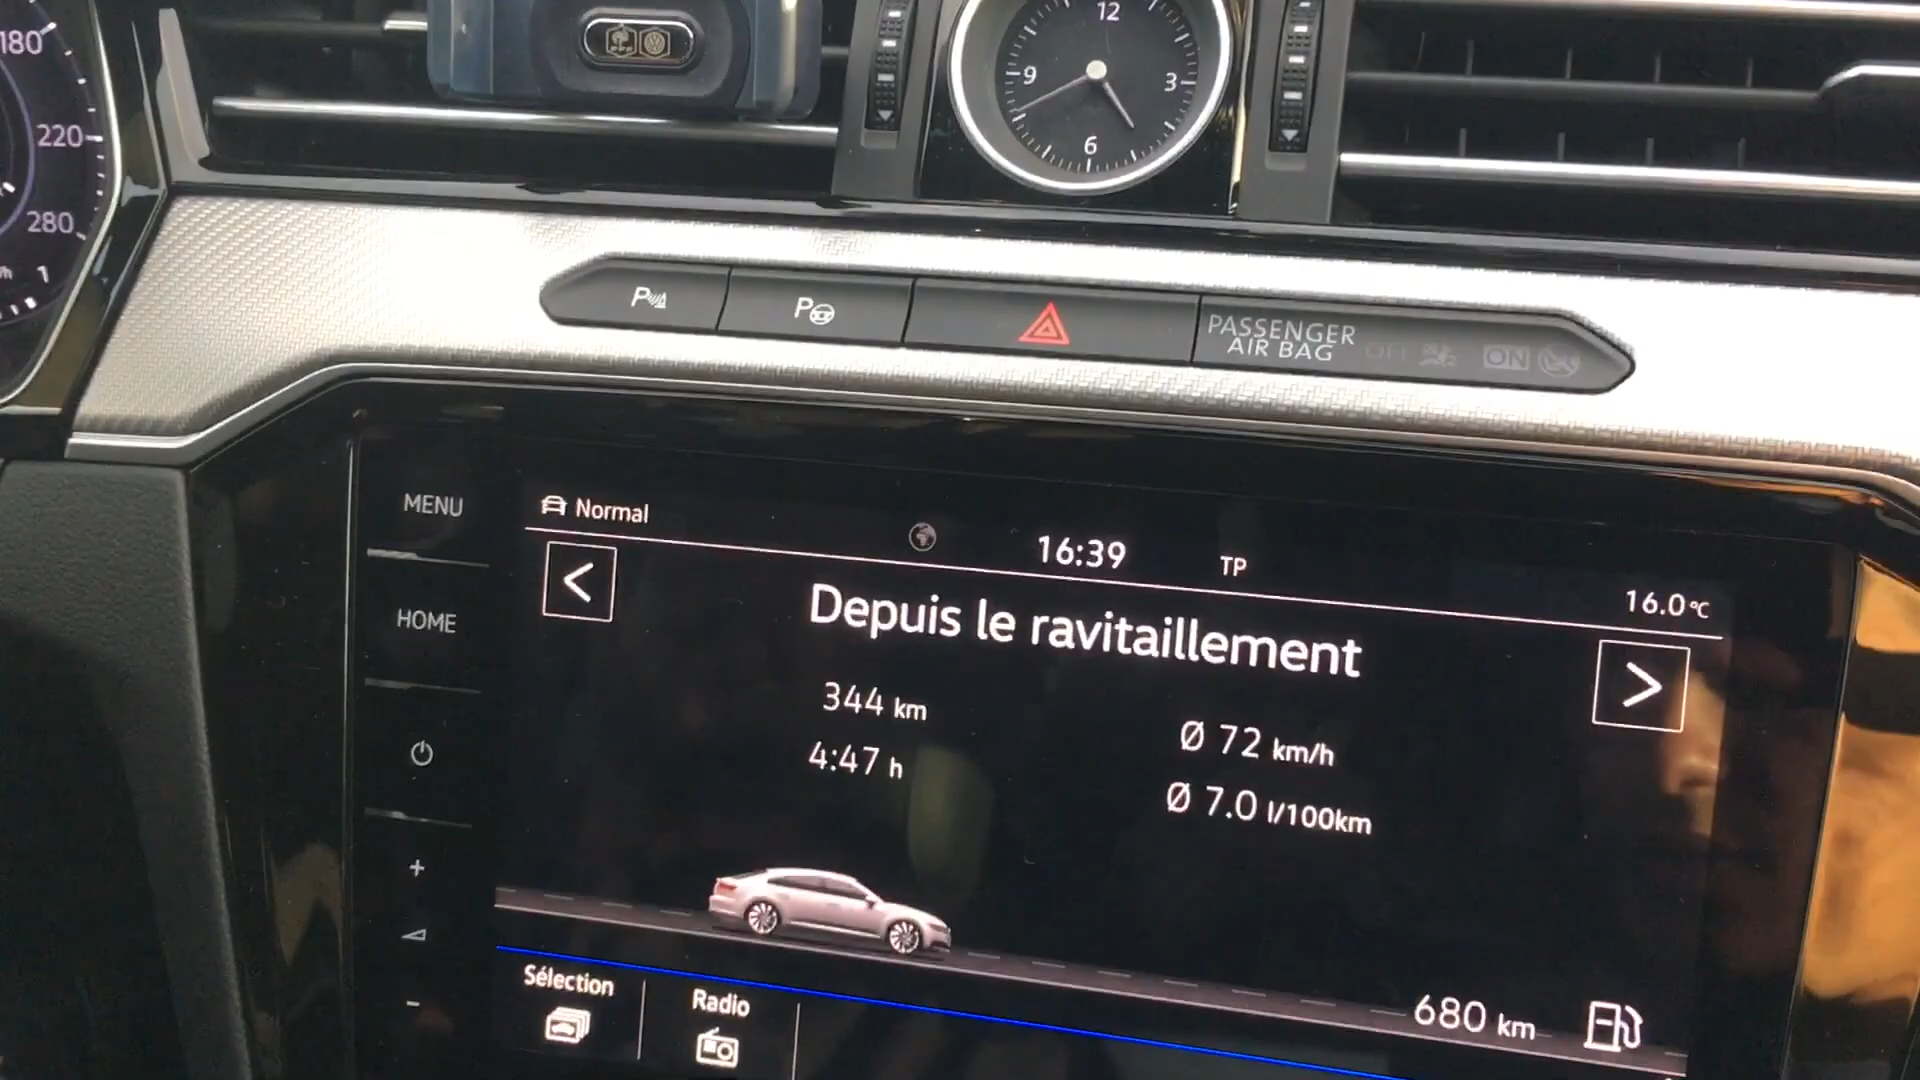 180
220
280
1
12
9
3
6
P
P
PASSENGER
AIR BAG
OFF
ON
MENU
HOME
+
-
Normal
16:39
TP
16.0°C
<
Depuis le ravitaillement
>
344 km
Ø 72 km/h
4:47 h
Ø 7.0 l/100km
680 km
Sélection
Radio